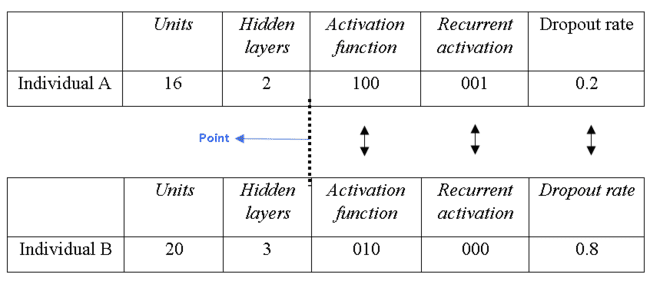 Units Hidden layers Activation function Recurrent activation Dropout rate
Individual A 16 2 100 001 0.2
Point
Units Hidden layers Activation function Recurrent activation Dropout rate
Individual B 20 3 010 000 0.8